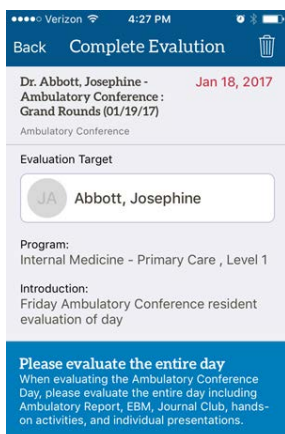 Verizon 4:27 PM
Back Complete Evalution
Dr. Abbott, Josephine - Jan 18, 2017
Ambulatory Conference :
Grand Rounds (01/19/17)
Ambulatory Conference
Evaluation Target
JA Abbott, Josephine
Program:
Internal Medicine - Primary Care , Level 1
Introduction:
Friday Ambulatory Conference resident
evaluation of day
Please evaluate the entire day
When evaluating the Ambulatory Conference
Day, please evaluate the entire day including
Ambulatory Report, EBM, Journal Club, hands-
on activities, and individual presentations.